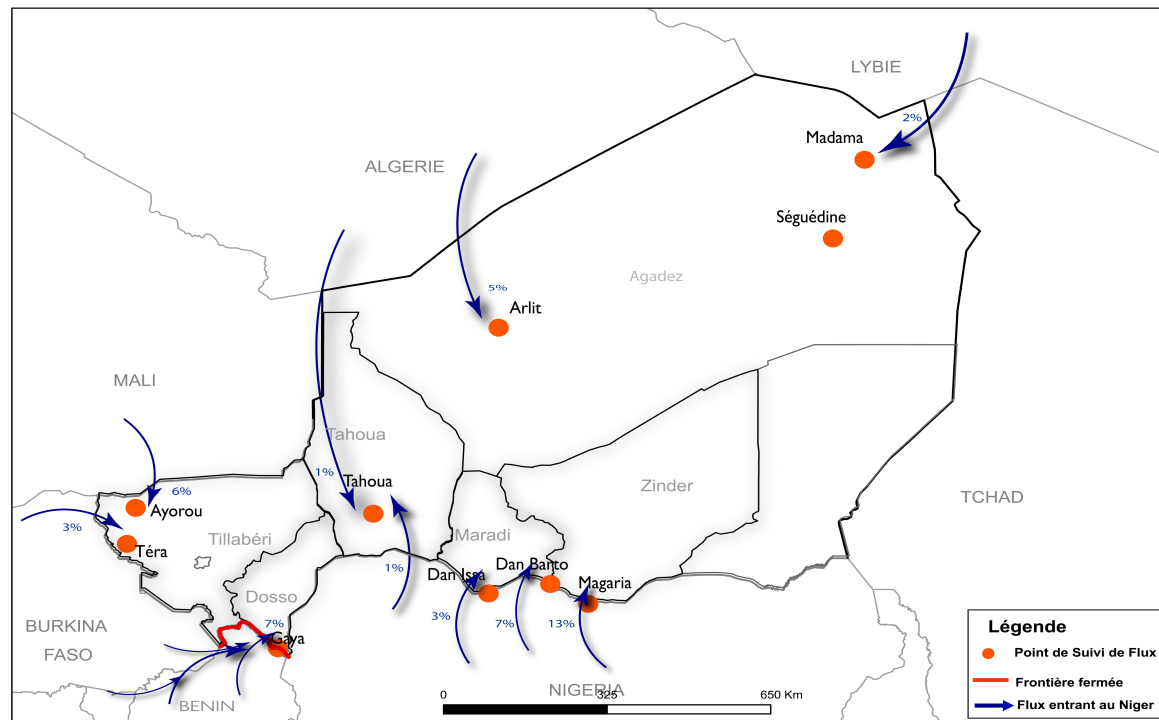 LYBIE
2%
Madama
ALGERIE
Séguédine
Agadez
5%
Arlit
MALI
Tahoua
1%
Tahoua
6%
Ayorou
3%
Téra
Tillabéri
Zinder
TCHAD
Maradi
Dan Issa
Dan Barto
Magaria
1%
3%
7%
13%
Dosso
7%
Gaya
BURKINA
FASO
BENIN
NIGERIA
0
325
650 Km
Légende
Point de Suivi de Flux
Frontière fermée
Flux entrant au Niger